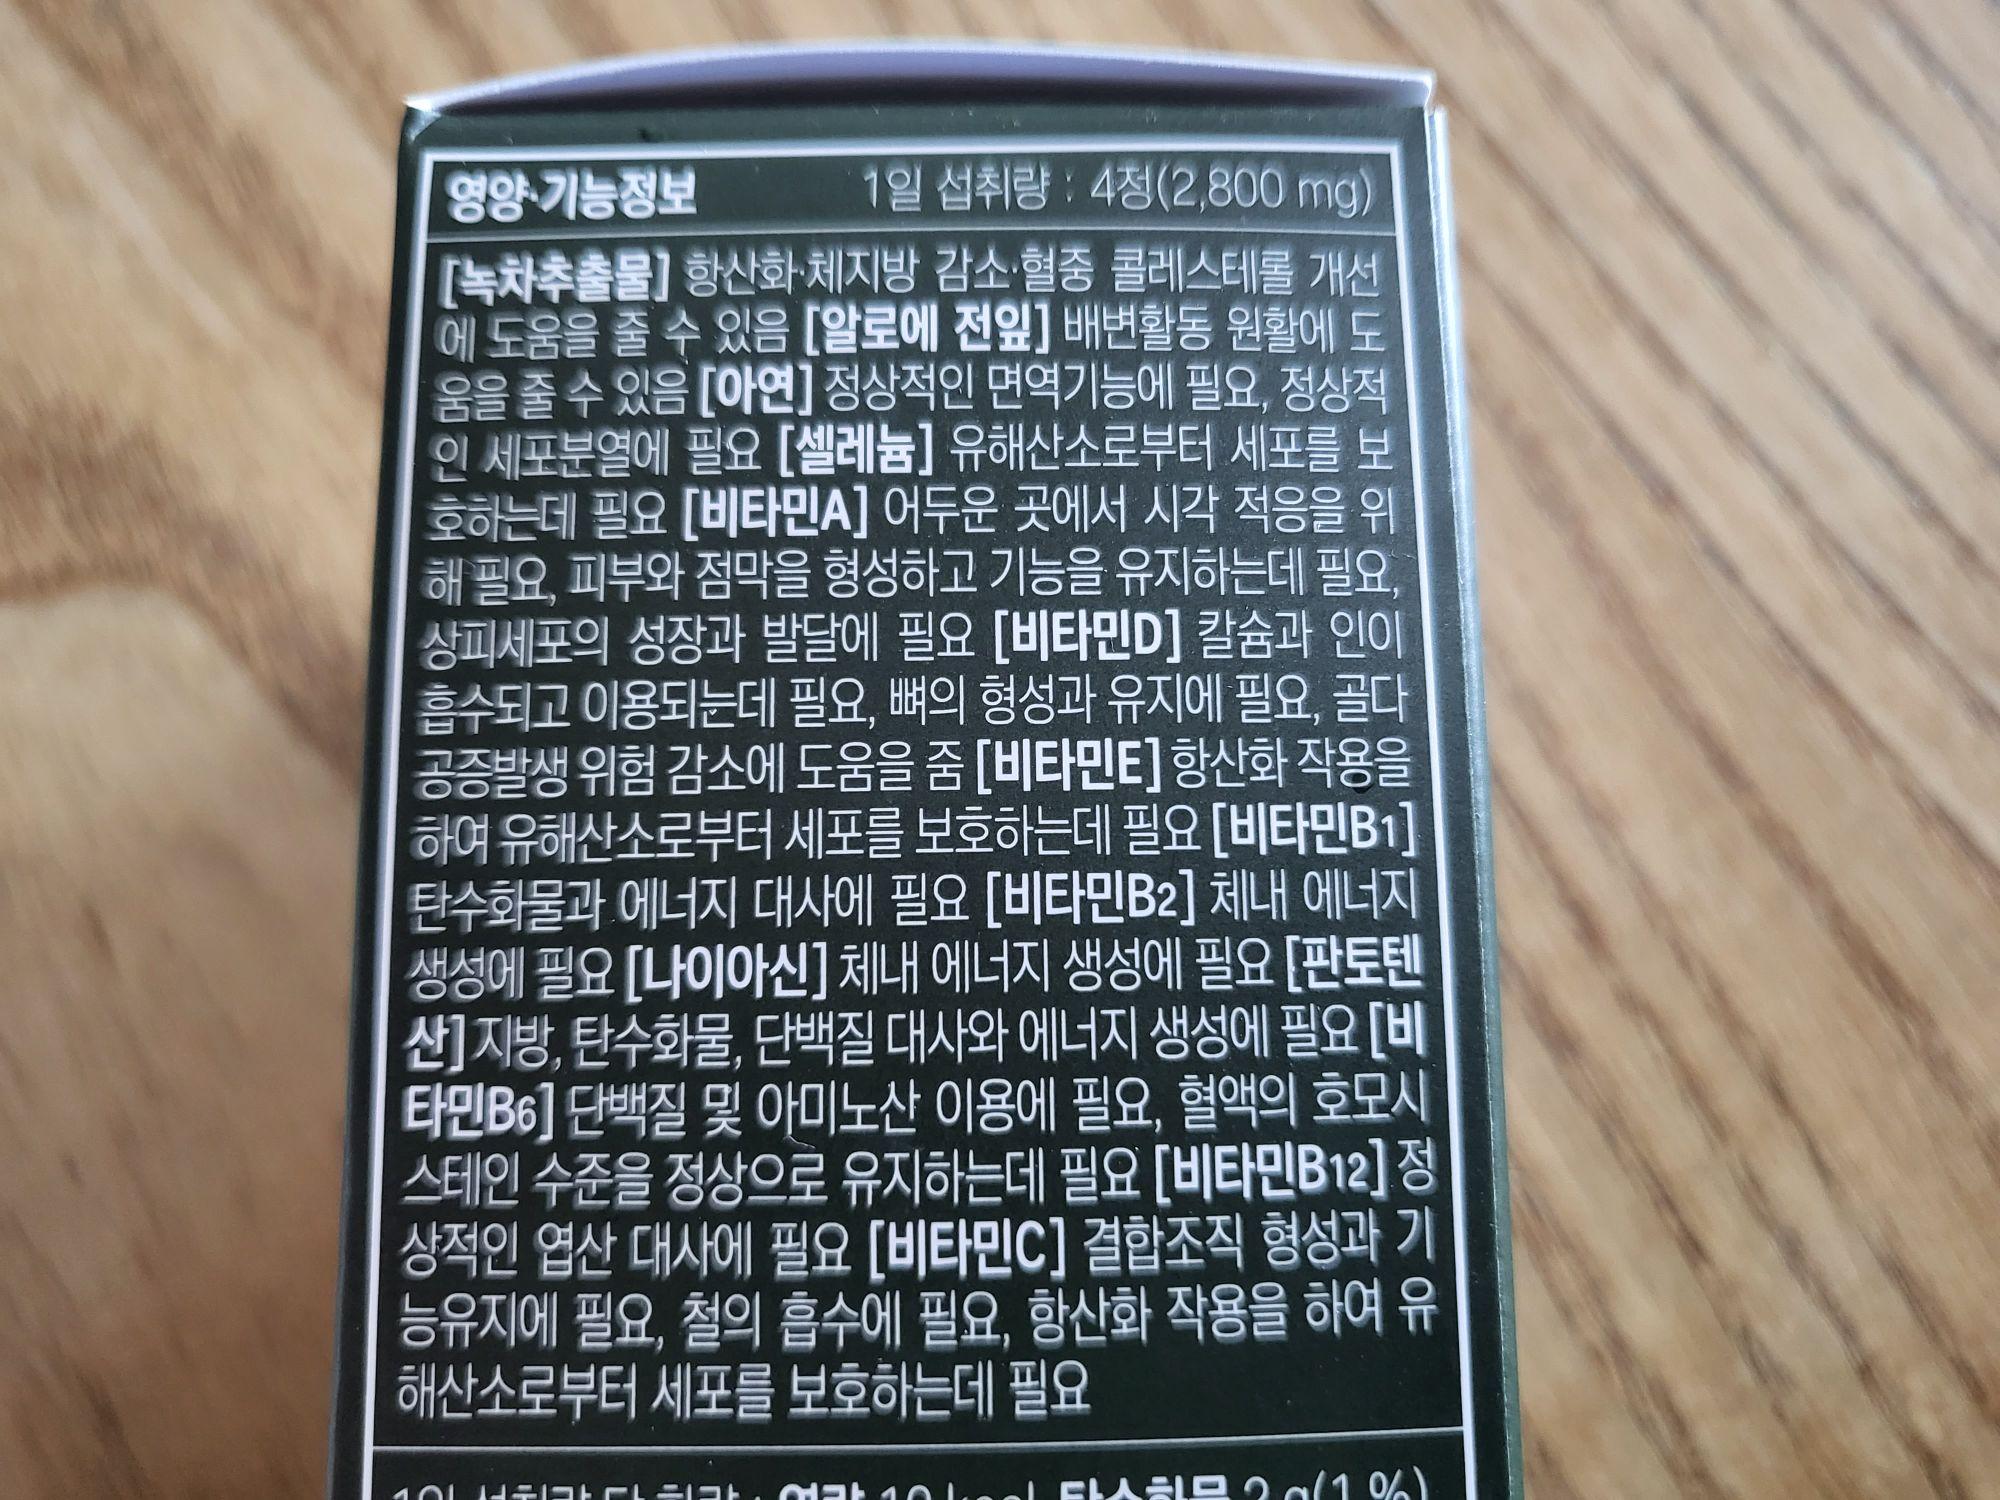 영양·기능정보 1일 섭취량 : 4정(2,800 mg)
[녹차추출물] 항산화·체지방 감소·혈중 콜레스테롤 개선
에 도움을 줄 수 있음 [알로에 전잎] 배변활동 원활에 도
움을 줄 수 있음 [아연] 정상적인 면역기능에 필요, 정상적
인 세포분열에 필요 [셀레늄] 유해산소로부터 세포를 보
호하는데 필요 [비타민A] 어두운 곳에서 시각 적응을 위
해 필요, 피부와 점막을 형성하고 기능을 유지하는데 필요,
상피세포의 성장과 발달에 필요 [비타민D] 칼슘과 인이
흡수되고 이용되는데 필요, 뼈의 형성과 유지에 필요, 골다
공증발생 위험 감소에 도움을 줌 [비타민E] 항산화 작용을
하여 유해산소로부터 세포를 보호하는데 필요 [비타민B1]
탄수화물과 에너지 대사에 필요 [비타민B2] 체내 에너지
생성에 필요 [나이아신] 체내 에너지 생성에 필요 [판토텐
산] 지방, 탄수화물, 단백질 대사와 에너지 생성에 필요 [비
타민B6] 단백질 및 아미노산 이용에 필요, 혈액의 호모시
스테인 수준을 정상으로 유지하는데 필요 [비타민B12] 정
상적인 엽산 대사에 필요 [비타민C] 결합조직 형성과 기
능유지에 필요, 철의 흡수에 필요, 항산화 작용을 하여 유
해산소로부터 세포를 보호하는데 필요
1일 섭취량 당 함량 : 열량 10 kcal, 탄수화물 2 g(1 %)